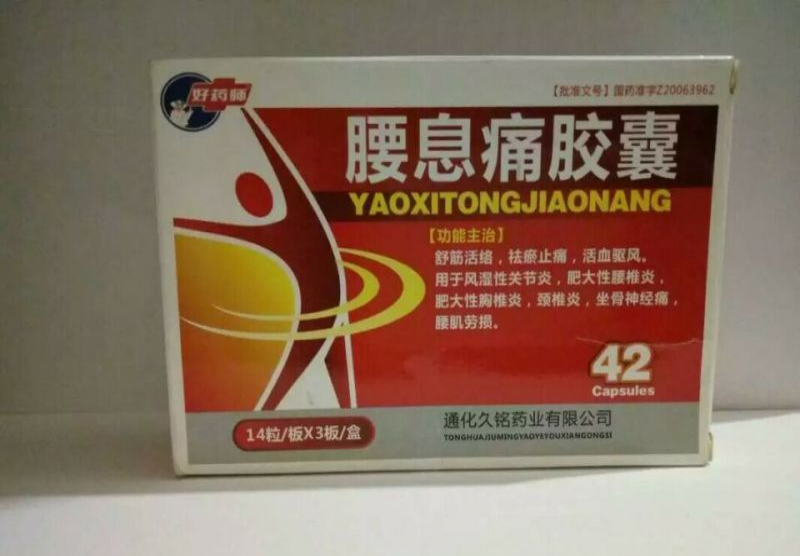 好药师
【批准文号】国药准字Z20063962
腰息痛胶囊
YAOXITONGJIAONANG
【功能主治】
舒筋活络，祛瘀止痛，活血驱风。
用于风湿性关节炎，肥大性腰椎炎，
肥大性胸椎炎，颈椎炎，坐骨神经痛，
腰肌劳损。
42
Capsules
14粒/板X3板/盒
通化久铭药业有限公司
TONGHUAJIUMINGYAOYEYOUXIANGONGSI